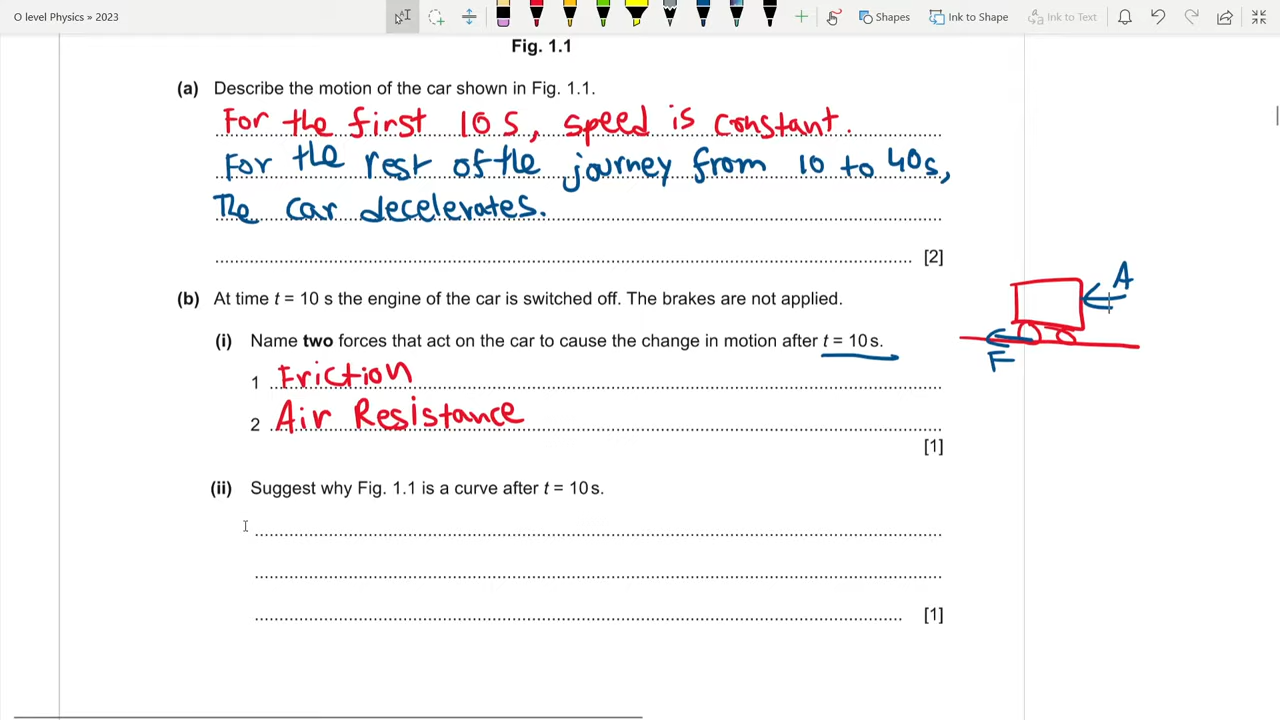 O level Physics » 2023
Shapes
Ink to Shape
Ink to Text
Fig. 1.1
(a) Describe the motion of the car shown in Fig. 1.1.
For the first 10 s, speed is constant.
For the rest of the journey from 10 to 40s,
The car decelerates.
[2]
(b) At time t = 10 s the engine of the car is switched off. The brakes are not applied.
A
(i) Name two forces that act on the car to cause the change in motion after t = 10 s.
F
1 Friction
2 Air Resistance
[1]
(ii) Suggest why Fig. 1.1 is a curve after t = 10 s.
[1]